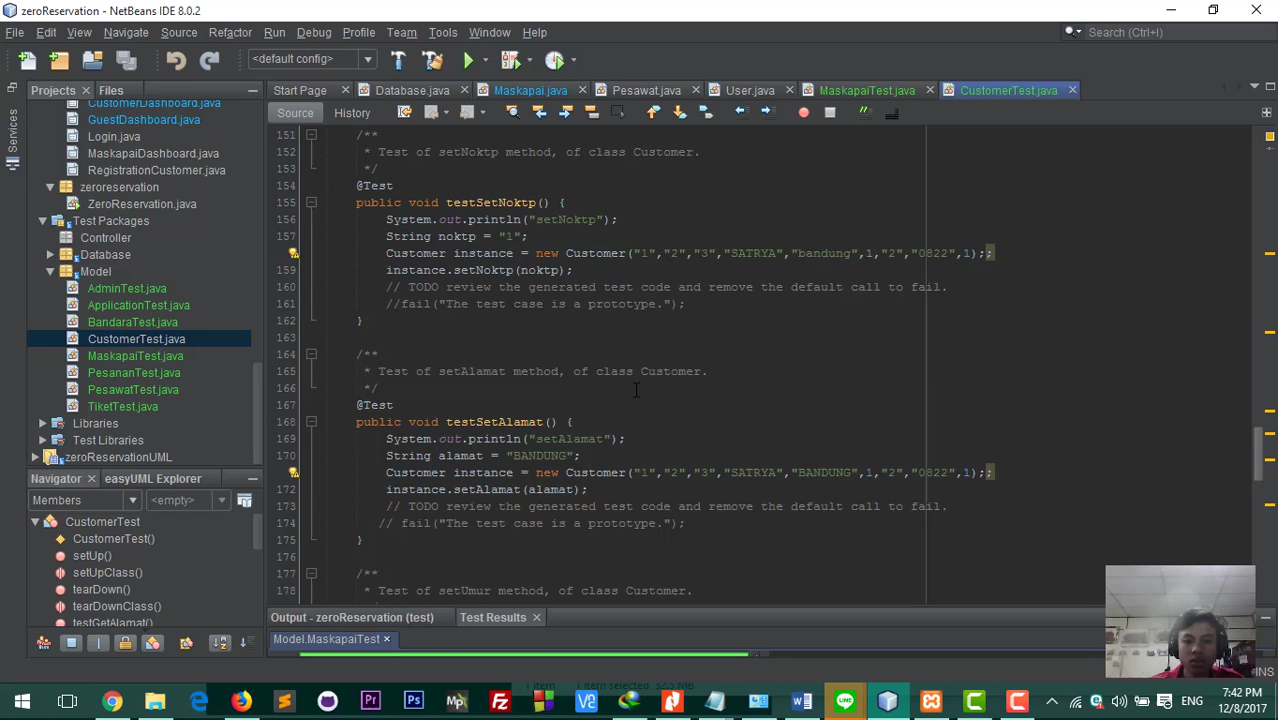 zeroReservation - NetBeans IDE 8.0.2
File Edit View Navigate Source Refactor Run Debug Profile Team Tools Window Help
Search (Ctrl+I)
<default config>
Projects Files
Start Page Database.java Maskapai.java Pesawat.java User.java MaskapaiTest.java CustomerTest.java
Source History
Services
CustomerDashboard.java
GuestDashboard.java
Login.java
MaskapaiDashboard.java
RegistrationCustomer.java
zeroreservation
ZeroReservation.java
Test Packages
Controller
Database
Model
AdminTest.java
ApplicationTest.java
BandaraTest.java
CustomerTest.java
MaskapaiTest.java
PesananTest.java
PesawatTest.java
TiketTest.java
Libraries
Test Libraries
zeroReservationUML
Navigator easyUML Explorer
Members <empty>
CustomerTest
CustomerTest()
setUp()
setUpClass()
tearDown()
tearDownClass()
testGetAlamat()
151 /**
152 * Test of setNoktp method, of class Customer.
153 */
154 @Test
155 public void testSetNoktp() {
156 System.out.println("setNoktp");
157 String noktp = "1";
Customer instance = new Customer("1","2","3","SATRYA","bandung",1,"2","0822",1);;
159 instance.setNoktp(noktp);
160 // TODO review the generated test code and remove the default call to fail.
161 //fail("The test case is a prototype.");
162 }
163
164 /**
165 * Test of setAlamat method, of class Customer.
166 */
167 @Test
168 public void testSetAlamat() {
169 System.out.println("setAlamat");
170 String alamat = "BANDUNG";
Customer instance = new Customer("1","2","3","SATRYA","BANDUNG",1,"2","0822",1);;
172 instance.setAlamat(alamat);
173 // TODO review the generated test code and remove the default call to fail.
174 // fail("The test case is a prototype.");
175 }
176
177 /**
178 * Test of setUmur method, of class Customer.
Output - zeroReservation (test) Test Results
Model.MaskapaiTest
1 item 1 item selected 32.5 MB
INS
ENG
7:42 PM
12/8/2017